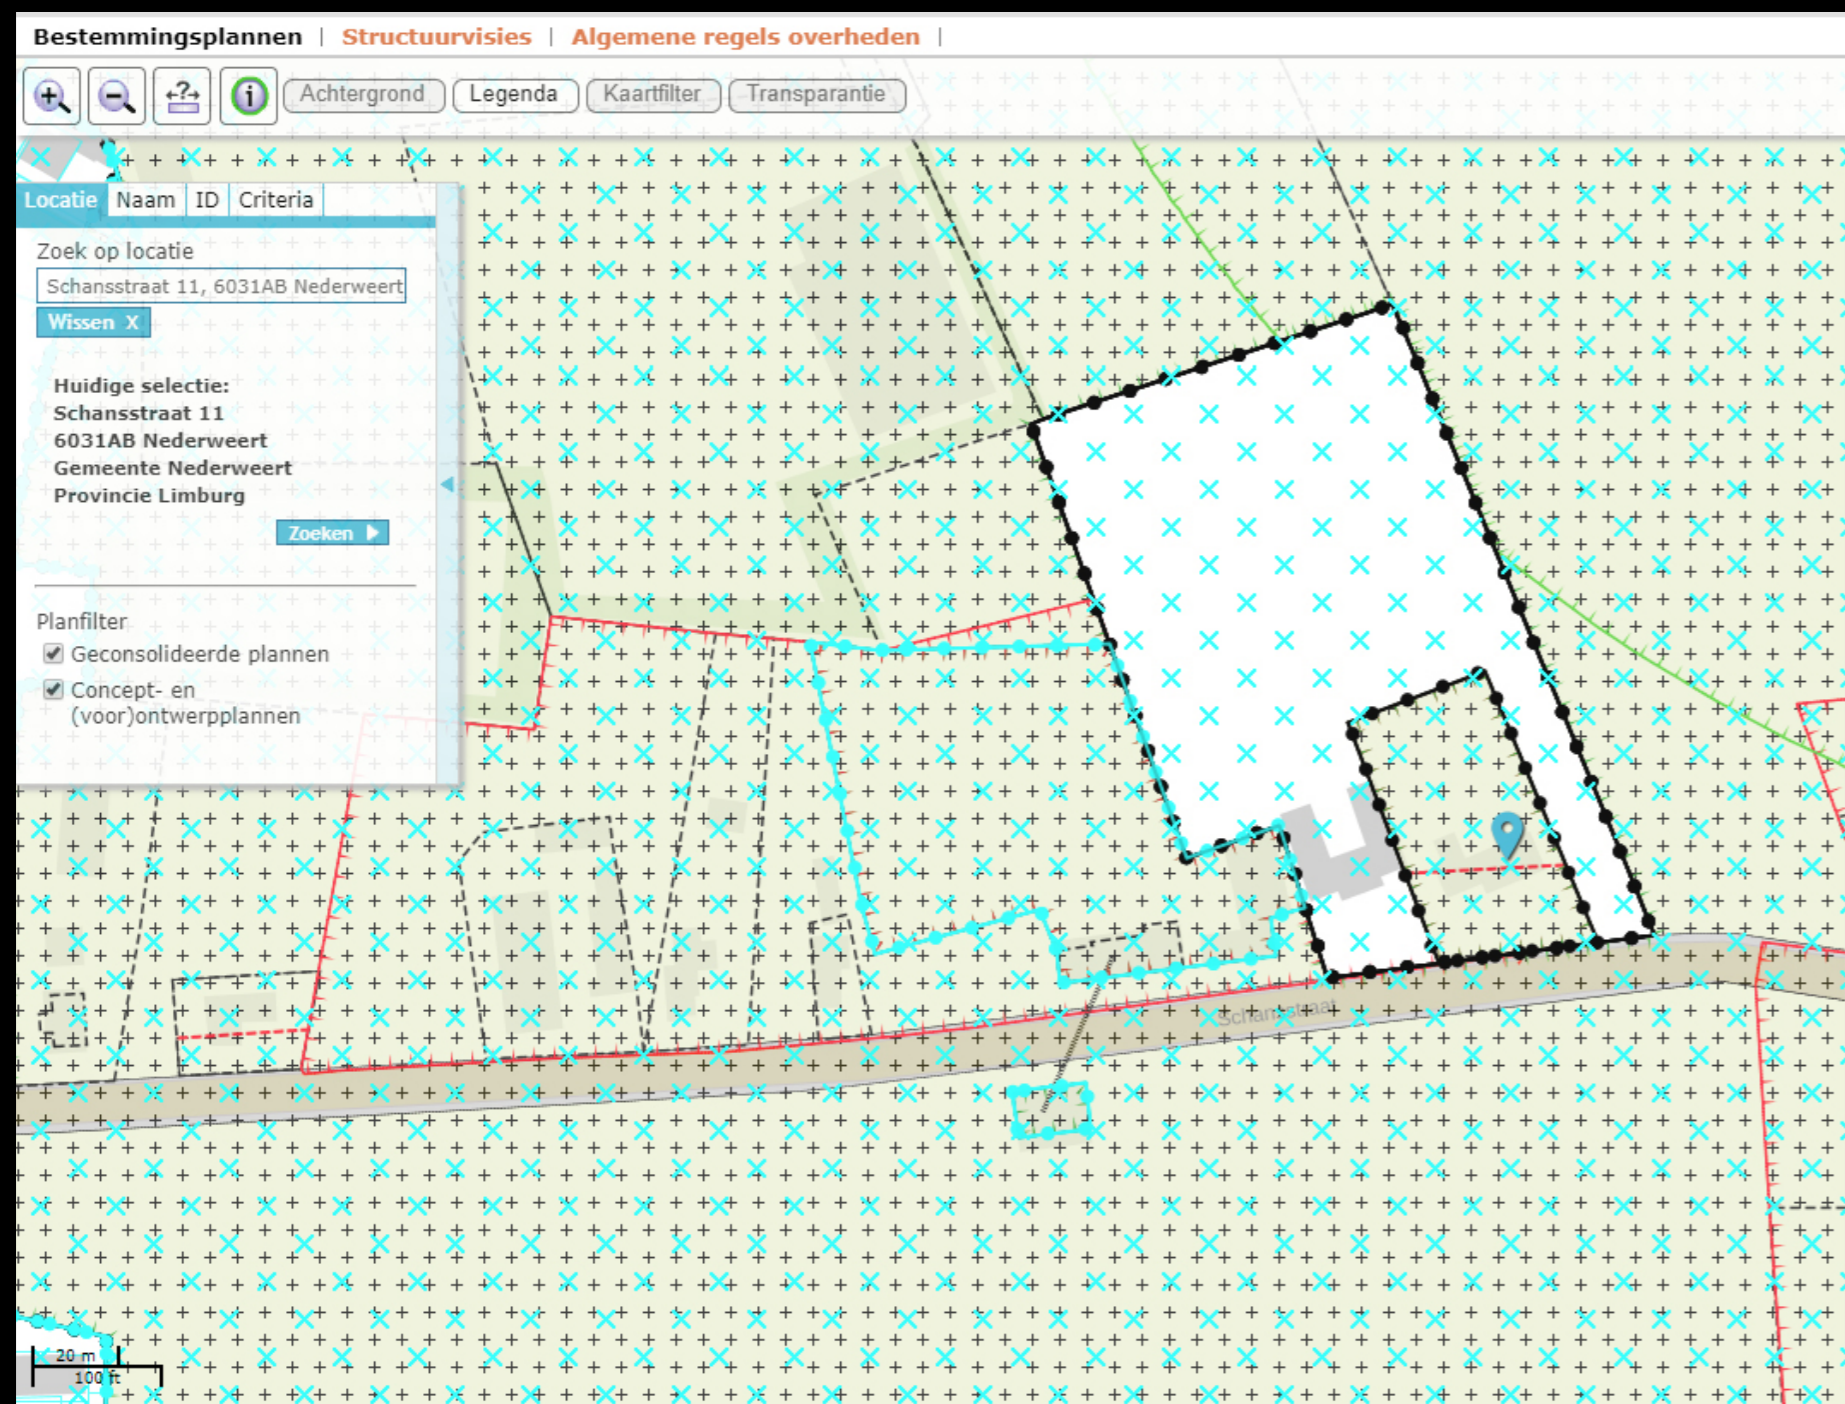 Bestemmingsplannen | Structuurvisies | Algemene regels overheden |
Achtergrond Legenda Kaartfilter Transparantie
Locatie Naam ID Criteria
Zoek op locatie
Schansstraat 11, 6031AB Nederweert
Wissen X
Huidige selectie:
Schansstraat 11
6031AB Nederweert
Gemeente Nederweert
Provincie Limburg
Zoeken
Planfilter
Geconsolideerde plannen
Concept- en
(voor)ontwerpplannen
Schansstraat
20 m
100 ft